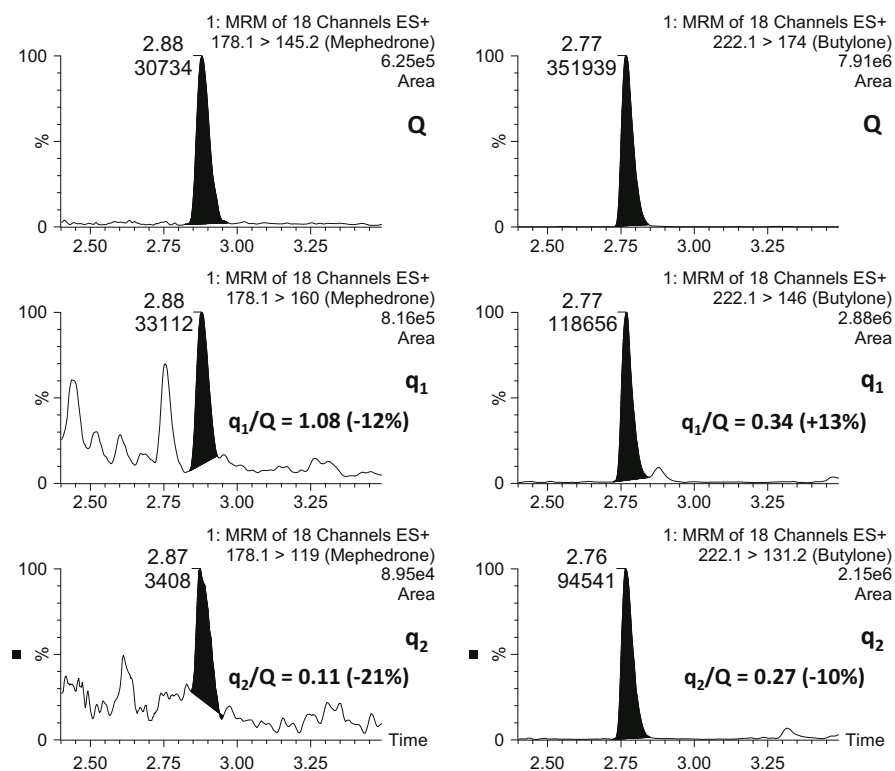 1: MRM of 18 Channels ES+
178.1 > 145.2 (Mephedrone)
6.25e5
Area
2.88
30734
Q
100
%
0
2.50 2.75 3.00 3.25
1: MRM of 18 Channels ES+
222.1 > 174 (Butylone)
7.91e6
Area
2.77
351939
Q
100
%
0
2.50 2.75 3.00 3.25
1: MRM of 18 Channels ES+
178.1 > 160 (Mephedrone)
8.16e5
Area
2.88
33112
q₁
q₁/Q = 1.08 (-12%)
100
%
0
2.50 2.75 3.00 3.25
1: MRM of 18 Channels ES+
222.1 > 146 (Butylone)
2.88e6
Area
2.77
118656
q₁
q₁/Q = 0.34 (+13%)
100
%
0
2.50 2.75 3.00 3.25
1: MRM of 18 Channels ES+
178.1 > 119 (Mephedrone)
8.95e4
Area
2.87
3408
q₂
q₂/Q = 0.11 (-21%)
100
%
0
Time
2.50 2.75 3.00 3.25
1: MRM of 18 Channels ES+
222.1 > 131.2 (Butylone)
2.15e6
Area
2.76
94541
q₂
q₂/Q = 0.27 (-10%)
100
%
0
Time
2.50 2.75 3.00 3.25